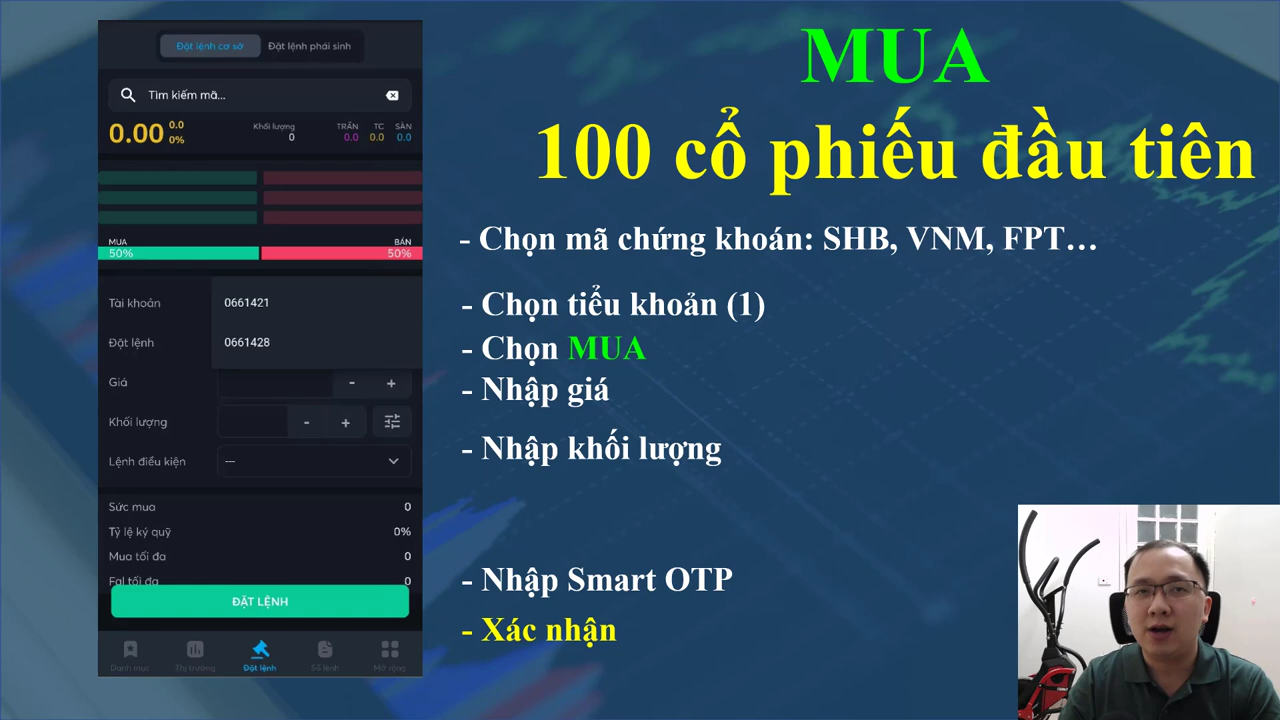 Đặt lệnh cơ sở
Đặt lệnh phái sinh
Tìm kiếm mã...
0.00
0.0
0%
Khối lượng
0
TRẦN
0.0
TC
0.0
SÀN
0.0
MUA
BÁN
50%
50%
Tài khoản
0661421
Đặt lệnh
0661428
Giá
- +
Khối lượng
- +
Lệnh điều kiện
---
Sức mua
0
Tỷ lệ ký quỹ
0%
Mua tối đa
0
Fal tối đa
0
ĐẶT LỆNH
Danh mục
Thị trường
Đặt lệnh
Sổ lệnh
Mở rộng
MUA
100 cổ phiếu đầu tiên
- Chọn mã chứng khoán: SHB, VNM, FPT…
- Chọn tiểu khoản (1)
- Chọn MUA
- Nhập giá
- Nhập khối lượng
- Nhập Smart OTP
- Xác nhận